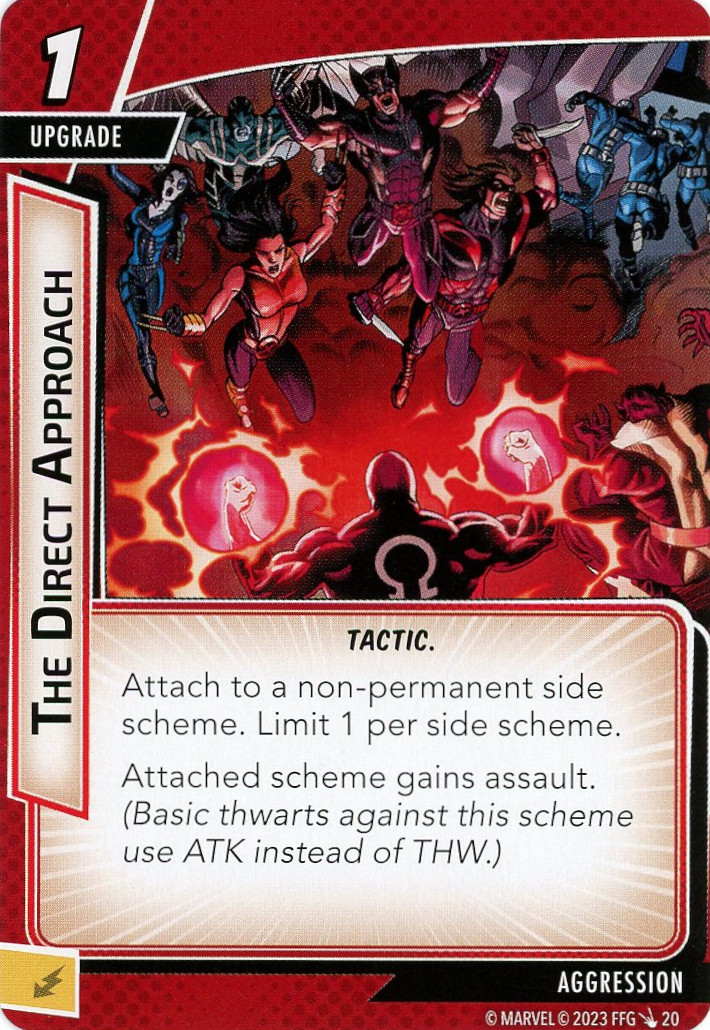 1
UPGRADE
THE DIRECT APPROACH
Ω
TACTIC.
Attach to a non-permanent side
scheme. Limit 1 per side scheme.
Attached scheme gains assault.
(Basic thwarts against this scheme
use ATK instead of THW.)
AGGRESSION
© MARVEL © 2023 FFG 20